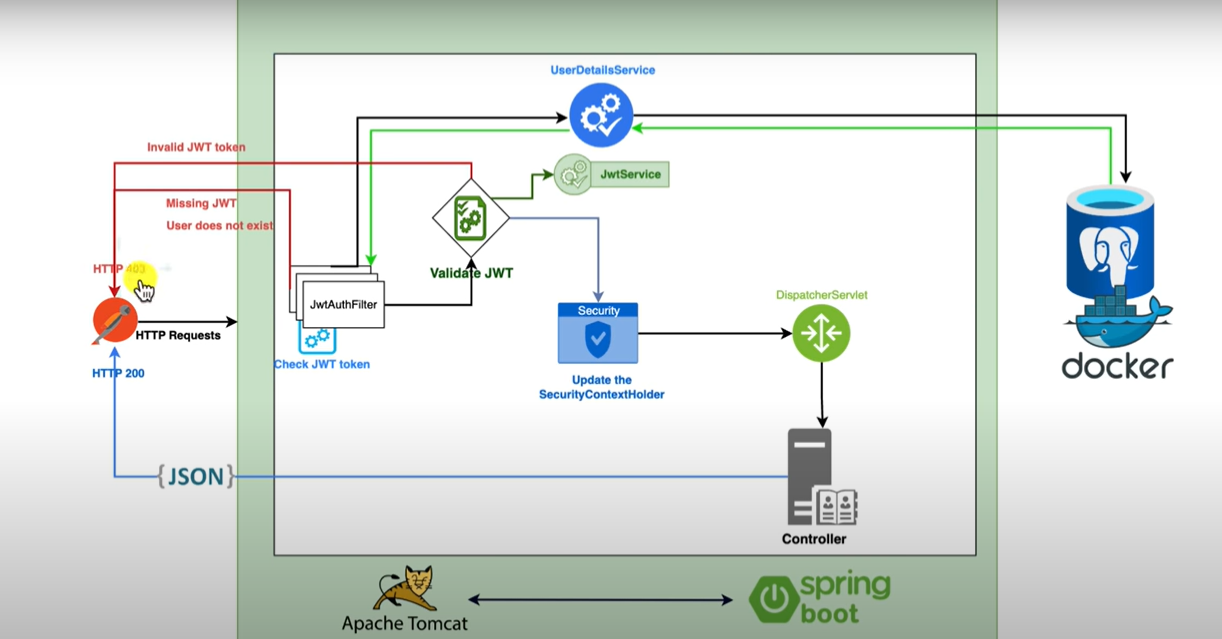 UserDetailsService
Invalid JWT token
JwtService
Missing JWT
User does not exist
HTTP 403
Validate JWT
JwtAuthFilter
HTTP Requests
Check JWT token
HTTP 200
Security
Update the
SecurityContextHolder
DispatcherServlet
docker
{JSON}
Controller
Apache Tomcat
spring
boot